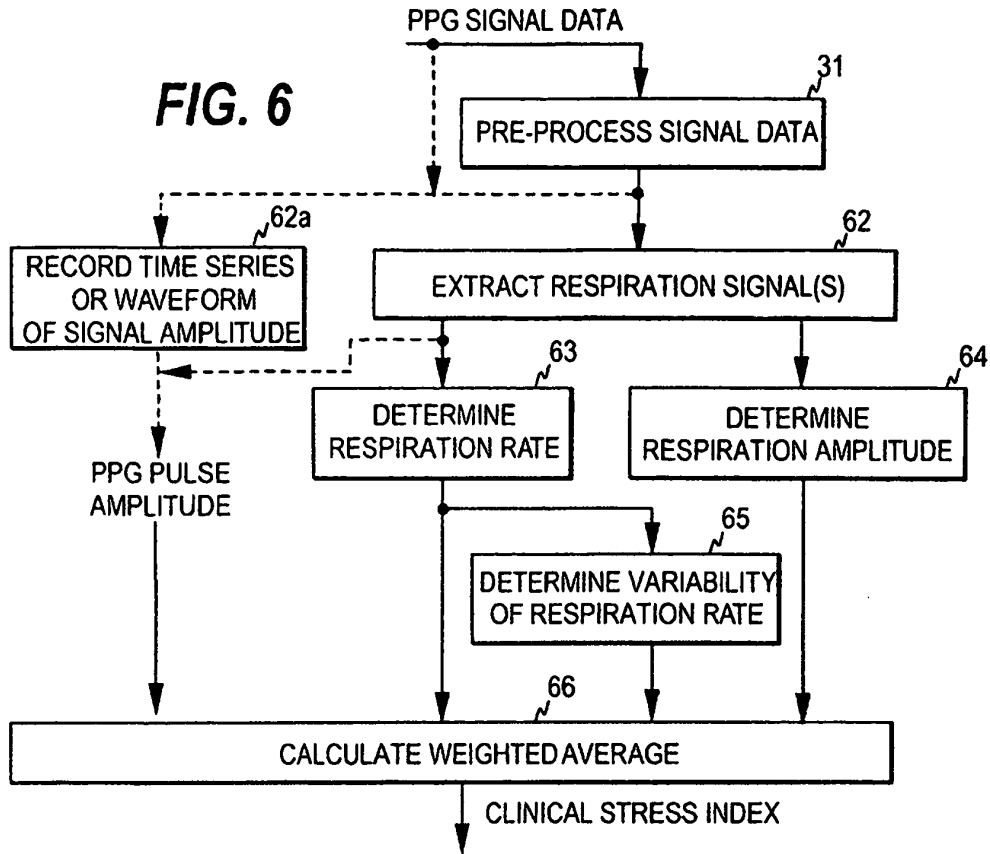 PPG SIGNAL DATA
FIG. 6
31
PRE-PROCESS SIGNAL DATA
62a
RECORD TIME SERIES
OR WAVEFORM
OF SIGNAL AMPLITUDE
62
EXTRACT RESPIRATION SIGNAL(S)
63
DETERMINE
RESPIRATION RATE
64
DETERMINE
RESPIRATION AMPLITUDE
PPG PULSE
AMPLITUDE
65
DETERMINE VARIABILITY
OF RESPIRATION RATE
66
CALCULATE WEIGHTED AVERAGE
CLINICAL STRESS INDEX